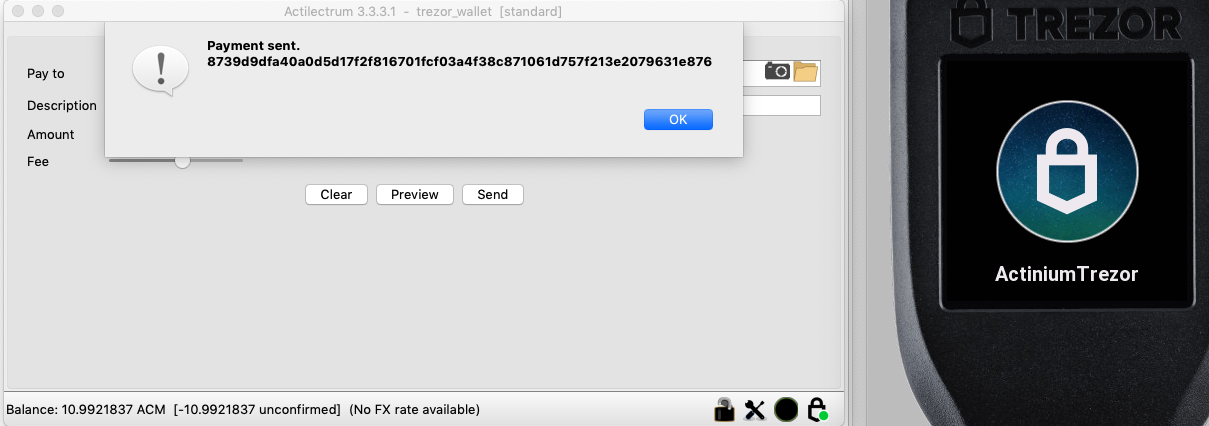 Actilectrum 3.3.3.1 - trezor_wallet [standard]
Payment sent.
8739d9dfa40a0d5d17f2f816701fcf03a4f38c871061d757f213e2079631e876
OK
Pay to
Description
Amount
Fee
Clear
Preview
Send
Balance: 10.9921837 ACM [-10.9921837 unconfirmed] (No FX rate available)
TREZOR
ActiniumTrezor